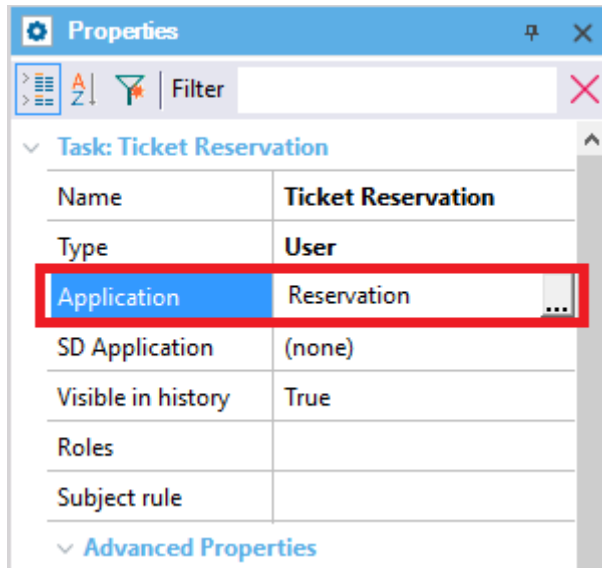 Properties
A Z Filter
Task: Ticket Reservation
Name Ticket Reservation
Type User
Application Reservation ...
SD Application (none)
Visible in history True
Roles
Subject rule
Advanced Properties